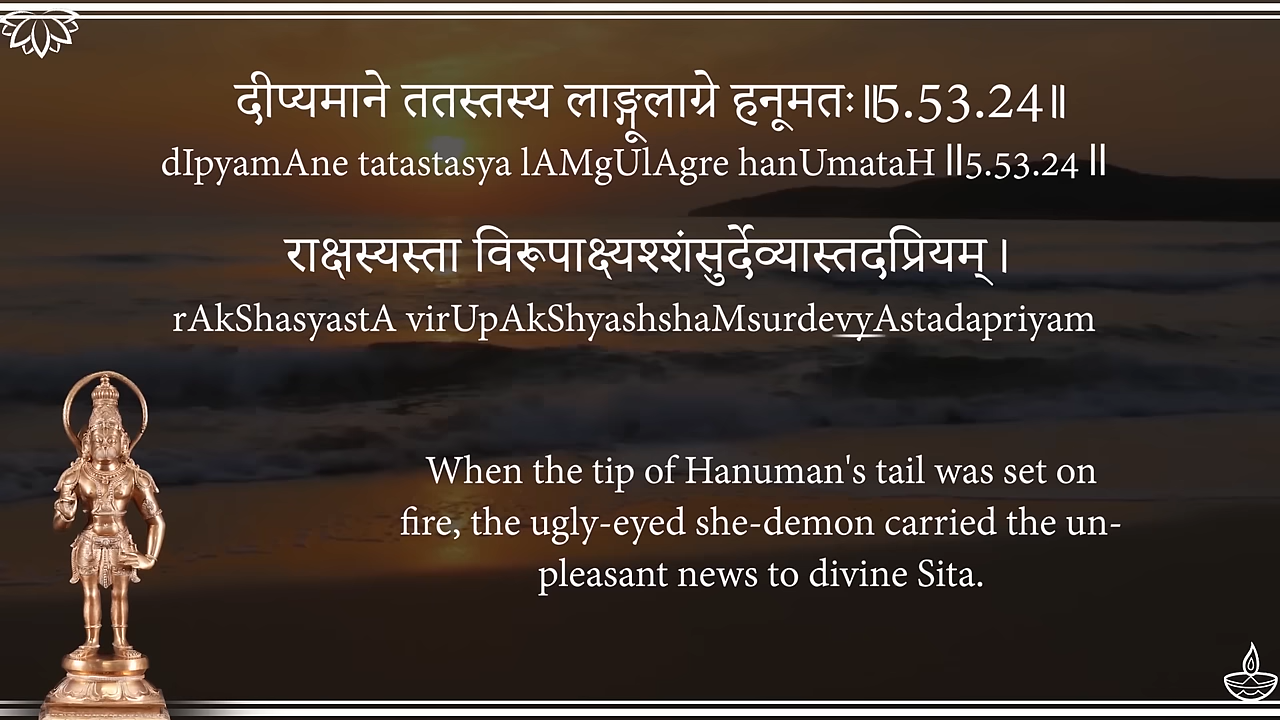 दीप्यमाने ततस्तस्य लाङ्गूलाग्रे हनूमतः॥5.53.24॥
dIpyamAne tatastasya lAMgUlAgre hanUmataH ॥5.53.24 ॥
राक्षस्यस्ता विरूपाक्ष्यश्शंसुर्देव्यास्तदप्रियम्।
rAkShasyastA virUpAkShyashshaMsurdevyAstadapriyam
When the tip of Hanuman's tail was set on
fire, the ugly-eyed she-demon carried the un-
pleasant news to divine Sita.